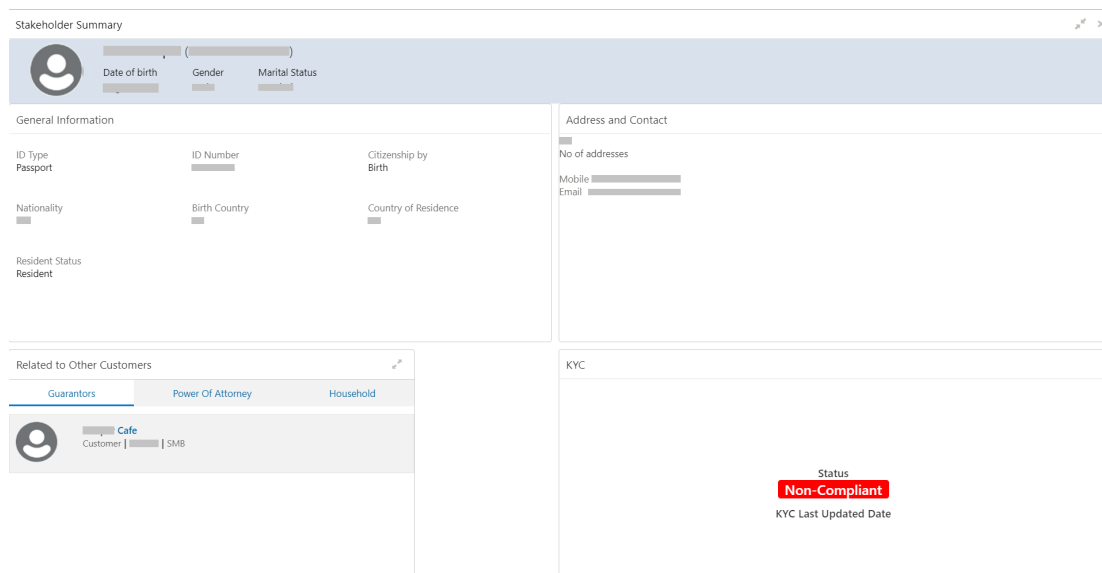 Stakeholder Summary
( )
Date of birth Gender Marital Status
General Information
ID Type ID Number Citizenship by
Passport Birth
Nationality Birth Country Country of Residence
Resident Status
Resident
Address and Contact
No of addresses
Mobile
Email
Related to Other Customers
Guarantors Power Of Attorney Household
Cafe
Customer | | SMB
KYC
Status
Non-Compliant
KYC Last Updated Date